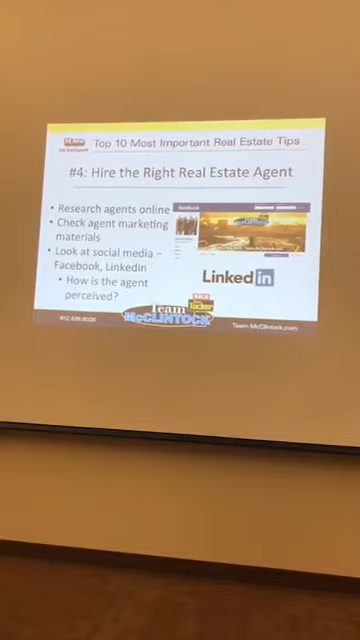 Top 10 Most Important Real Estate Tips
#4: Hire the Right Real Estate Agent
• Research agents online
• Check agent marketing
materials
• Look at social media –
Facebook, LinkedIn
• How is the agent
perceived?
facebook
LinkedIn
Team
McCLINTOCK
Tucker
Team-McClintock.com